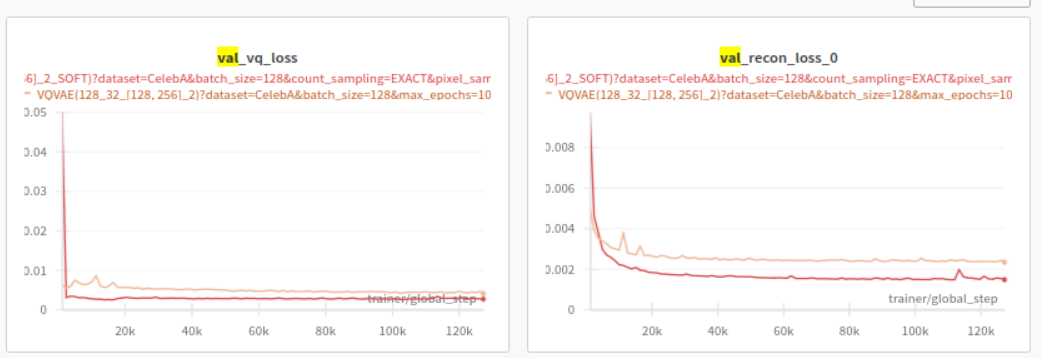 val_vq_loss
6]_2_SOFT)?dataset=CelebA&batch_size=128&count_sampling=EXACT&pixel_sam
VQVAE(128_32_[128, 256]_2)?dataset=CelebA&batch_size=128&max_epochs=10
0.05
0.04
0.03
0.02
0.01
0
trainer/global_step
20k 40k 60k 80k 100k 120k
val_recon_loss_0
6]_2_SOFT)?dataset=CelebA&batch_size=128&count_sampling=EXACT&pixel_sam
VQVAE(128_32_[128, 256]_2)?dataset=CelebA&batch_size=128&max_epochs=10
0.008
0.006
0.004
0.002
0
trainer/global_step
20k 40k 60k 80k 100k 120k